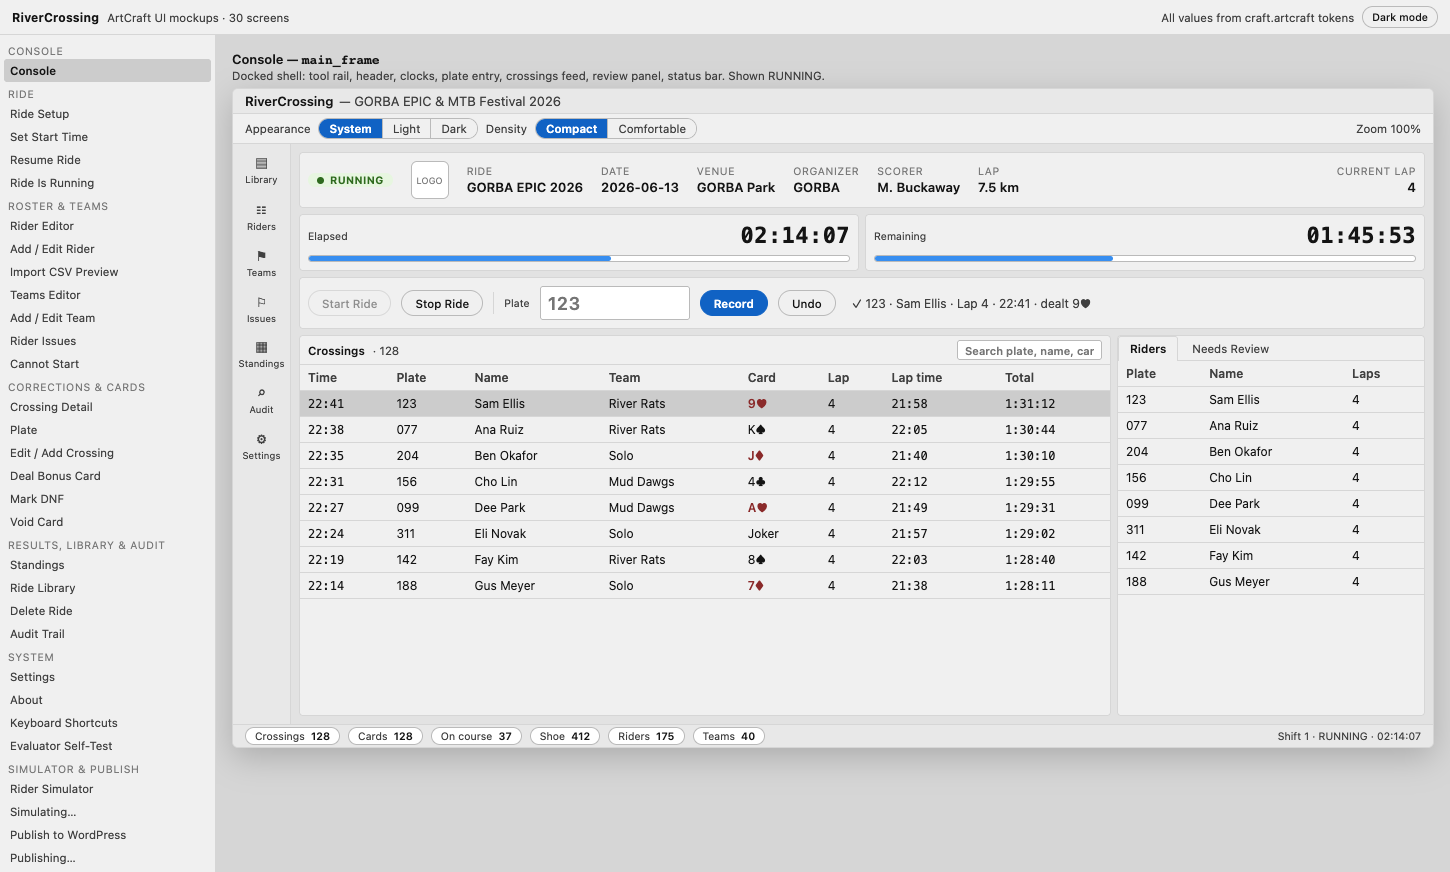 RiverCrossing ArtCraft UI mockups · 30 screens
All values from craft.artcraft tokens Dark mode
CONSOLE
Console
RIDE
Ride Setup
Set Start Time
Resume Ride
Ride Is Running
ROSTER & TEAMS
Rider Editor
Add / Edit Rider
Import CSV Preview
Teams Editor
Add / Edit Team
Rider Issues
Cannot Start
CORRECTIONS & CARDS
Crossing Detail
Plate
Edit / Add Crossing
Deal Bonus Card
Mark DNF
Void Card
RESULTS, LIBRARY & AUDIT
Standings
Ride Library
Delete Ride
Audit Trail
SYSTEM
Settings
About
Keyboard Shortcuts
Evaluator Self-Test
SIMULATOR & PUBLISH
Rider Simulator
Simulating…
Publish to WordPress
Publishing…
Console — main_frame
Docked shell: tool rail, header, clocks, plate entry, crossings feed, review panel, status bar. Shown RUNNING.
RiverCrossing — GORBA EPIC & MTB Festival 2026
Appearance System Light Dark Density Compact Comfortable Zoom 100%
Library
Riders
Teams
Issues
Standings
Audit
Settings
● RUNNING LOGO
RIDE
GORBA EPIC 2026
DATE
2026-06-13
VENUE
GORBA Park
ORGANIZER
GORBA
SCORER
M. Buckaway
LAP
7.5 km
CURRENT LAP
4
Elapsed 02:14:07
Remaining 01:45:53
Start Ride Stop Ride Plate 123 Record Undo ✓ 123 · Sam Ellis · Lap 4 · 22:41 · dealt 9♥
Crossings · 128 Search plate, name, car
Time Plate Name Team Card Lap Lap time Total
22:41 123 Sam Ellis River Rats 9♥ 4 21:58 1:31:12
22:38 077 Ana Ruiz River Rats K♠ 4 22:05 1:30:44
22:35 204 Ben Okafor Solo J♦ 4 21:40 1:30:10
22:31 156 Cho Lin Mud Dawgs 4♣ 4 22:12 1:29:55
22:27 099 Dee Park Mud Dawgs A♥ 4 21:49 1:29:31
22:24 311 Eli Novak Solo Joker 4 21:57 1:29:02
22:19 142 Fay Kim River Rats 8♠ 4 22:03 1:28:40
22:14 188 Gus Meyer Solo 7♦ 4 21:38 1:28:11
Riders Needs Review
Plate Name Laps
123 Sam Ellis 4
077 Ana Ruiz 4
204 Ben Okafor 4
156 Cho Lin 4
099 Dee Park 4
311 Eli Novak 4
142 Fay Kim 4
188 Gus Meyer 4
Crossings 128 Cards 128 On course 37 Shoe 412 Riders 175 Teams 40
Shift 1 · RUNNING · 02:14:07